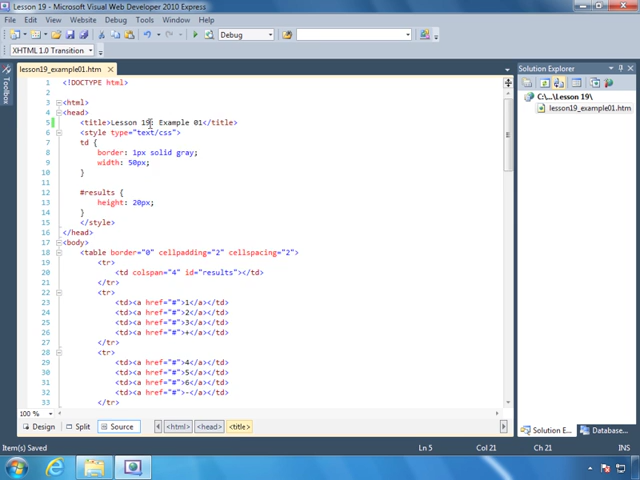 Lesson 19 - Microsoft Visual Web Developer 2010 Express
File Edit View Website Debug Tools Window Help
Debug
XHTML 1.0 Transition
Toolbox
lesson19_example01.htm
1 <!DOCTYPE html>
2
3 <html>
4 <head>
5 <title>Lesson 19: Example 01</title>
6 <style type="text/css">
7 td {
8 border: 1px solid gray;
9 width: 50px;
10 }
11
12 #results {
13 height: 20px;
14 }
15 </style>
16 </head>
17 <body>
18 <table border="0" cellpadding="2" cellspacing="2">
19 <tr>
20 <td colspan="4" id="results"></td>
21 </tr>
22 <tr>
23 <td><a href="#">1</a></td>
24 <td><a href="#">2</a></td>
25 <td><a href="#">3</a></td>
26 <td><a href="#">+</a></td>
27 </tr>
28 <tr>
29 <td><a href="#">4</a></td>
30 <td><a href="#">5</a></td>
31 <td><a href="#">6</a></td>
32 <td><a href="#">-</a></td>
33 </tr>
100 %
Design Split Source <html> <head> <title>
Solution Explorer
C:\...\Lesson 19\
lesson19_example01.htm
Solution E... Database...
Item(s) Saved Ln 5 Col 21 Ch 21 INS